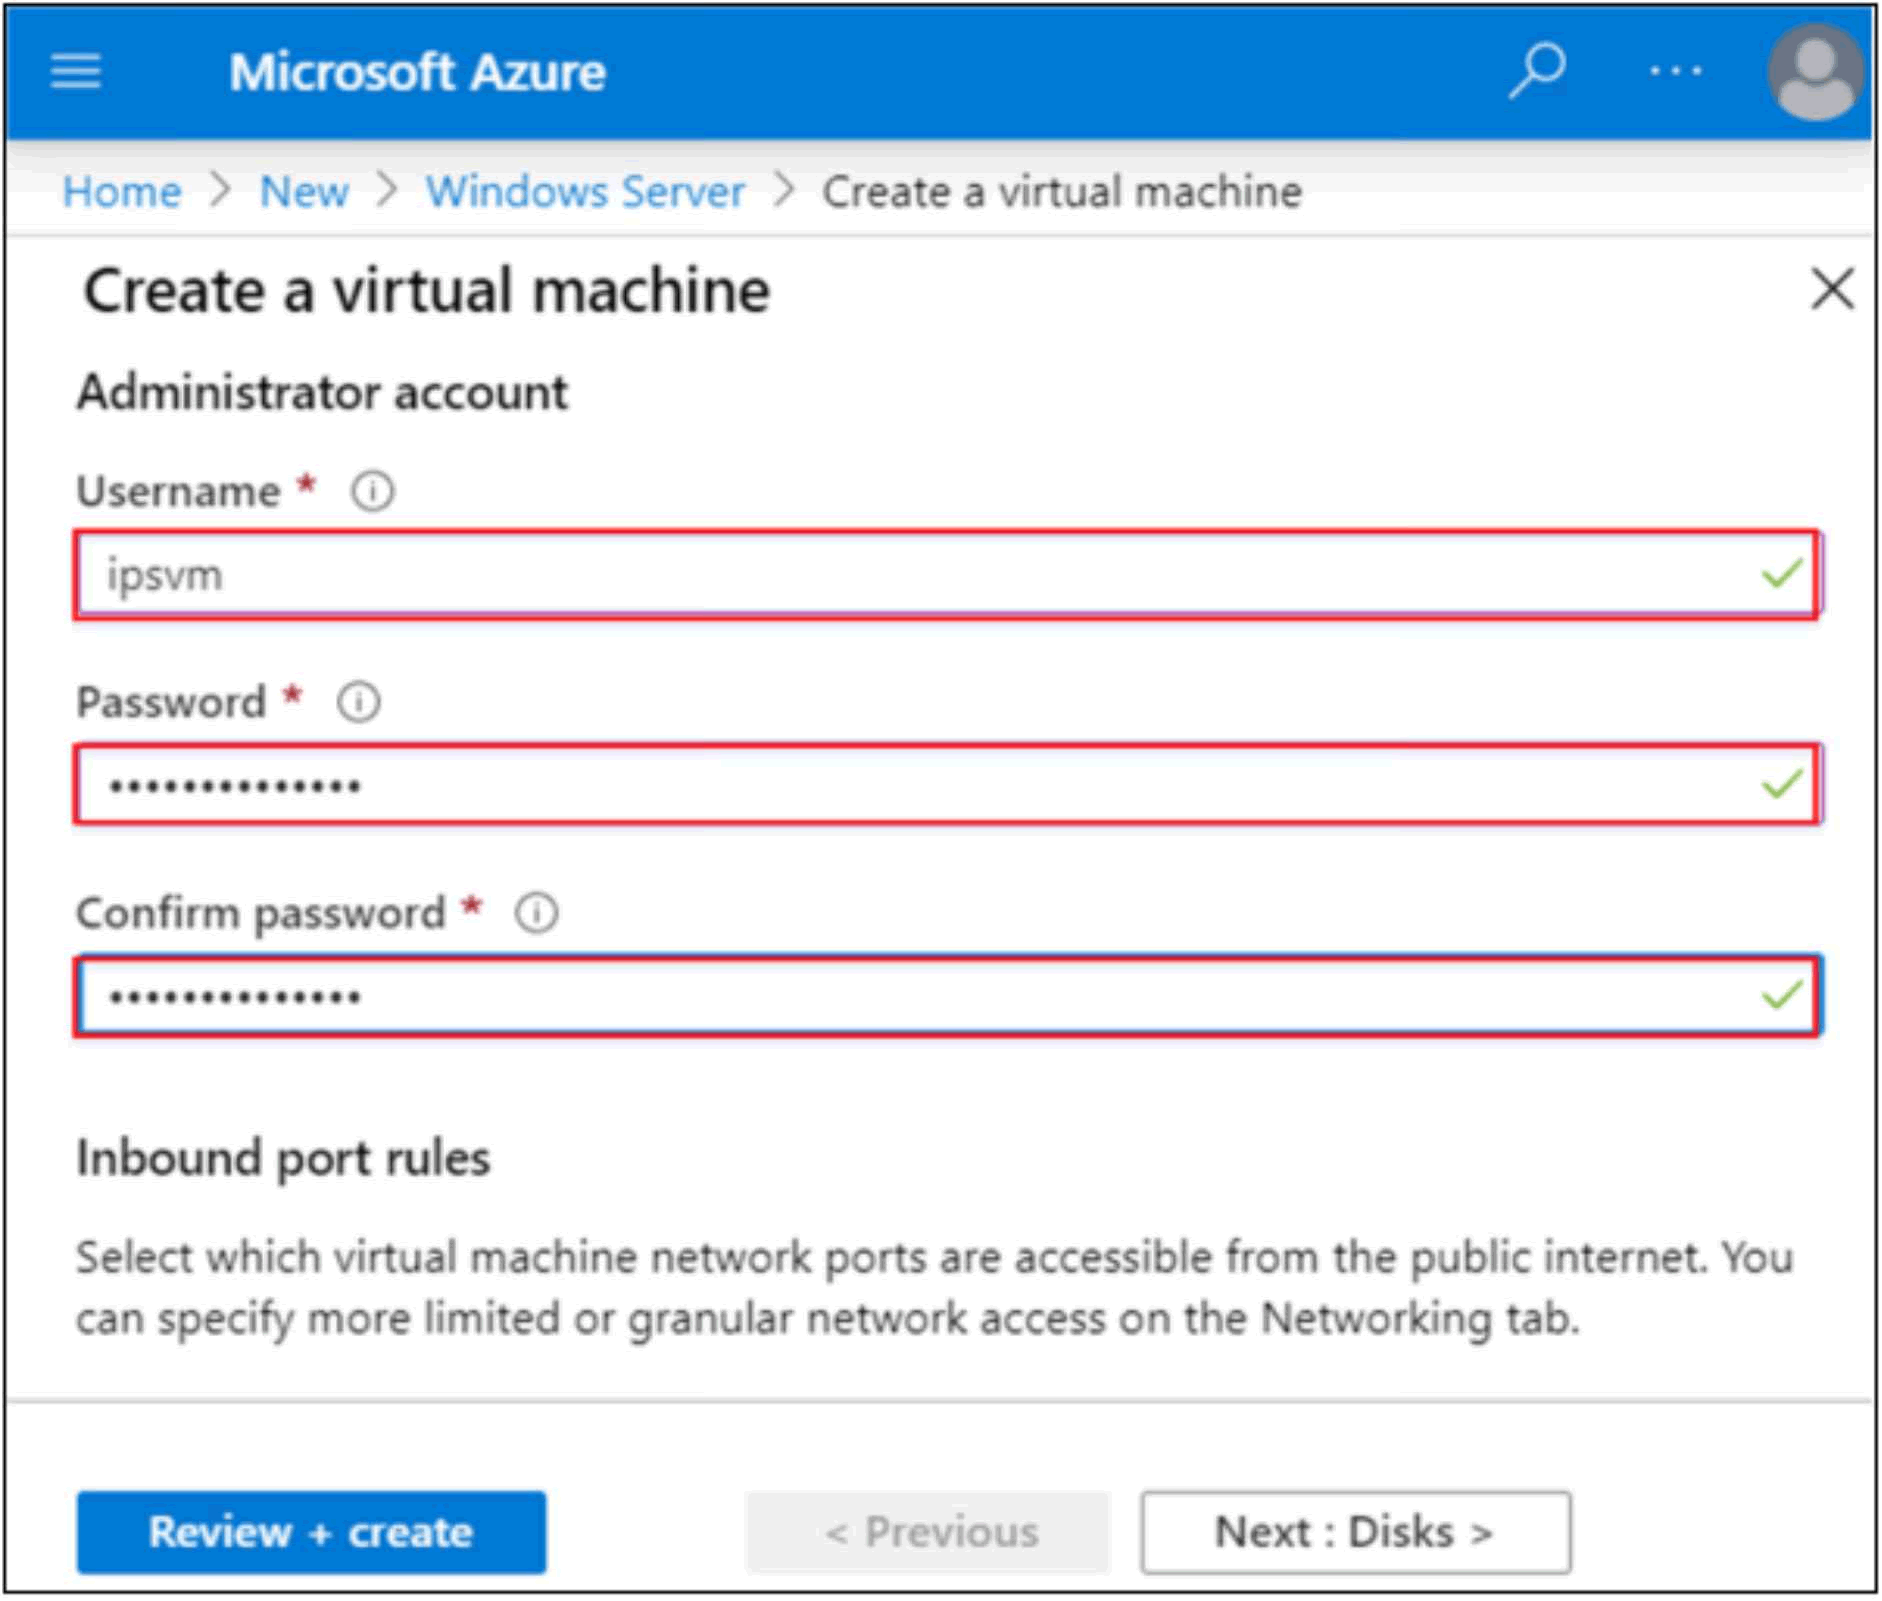 Microsoft Azure
Home > New > Windows Server > Create a virtual machine
Create a virtual machine
Administrator account
Username *
ipsvm
Password *
••••••••••••••
Confirm password *
••••••••••••••
Inbound port rules
Select which virtual machine network ports are accessible from the public internet. You
can specify more limited or granular network access on the Networking tab.
Review + create
< Previous
Next : Disks >